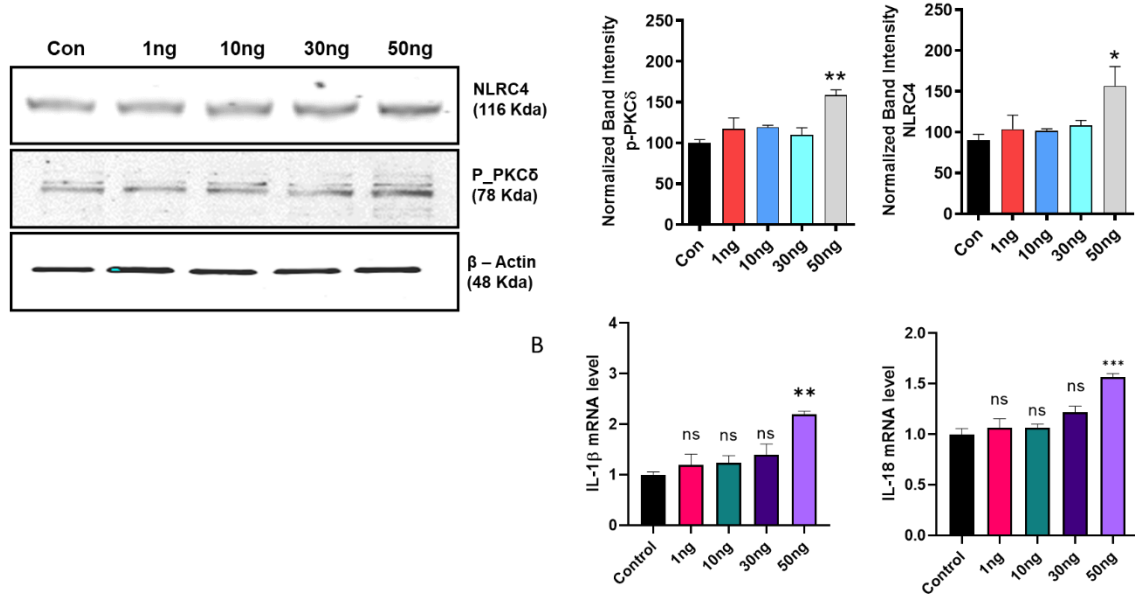 Con 1ng 10ng 30ng 50ng
NLRC4
(116 Kda)
P_PKCδ
(78 Kda)
β – Actin
(48 Kda)
Normalized Band Intensity
p-PKCδ
250
200
150
100
50
0
**
Con 1ng 10ng 30ng 50ng
Normalized Band Intensity
NLRC4
250
200
150
100
50
0
*
Con 1ng 10ng 30ng 50ng
B
IL-1β mRNA level
4
3
2
1
0
ns ns ns **
Control 1ng 10ng 30ng 50ng
IL-18 mRNA level
2.0
1.5
1.0
0.5
0.0
ns ns ns ***
Control 1ng 10ng 30ng 50ng